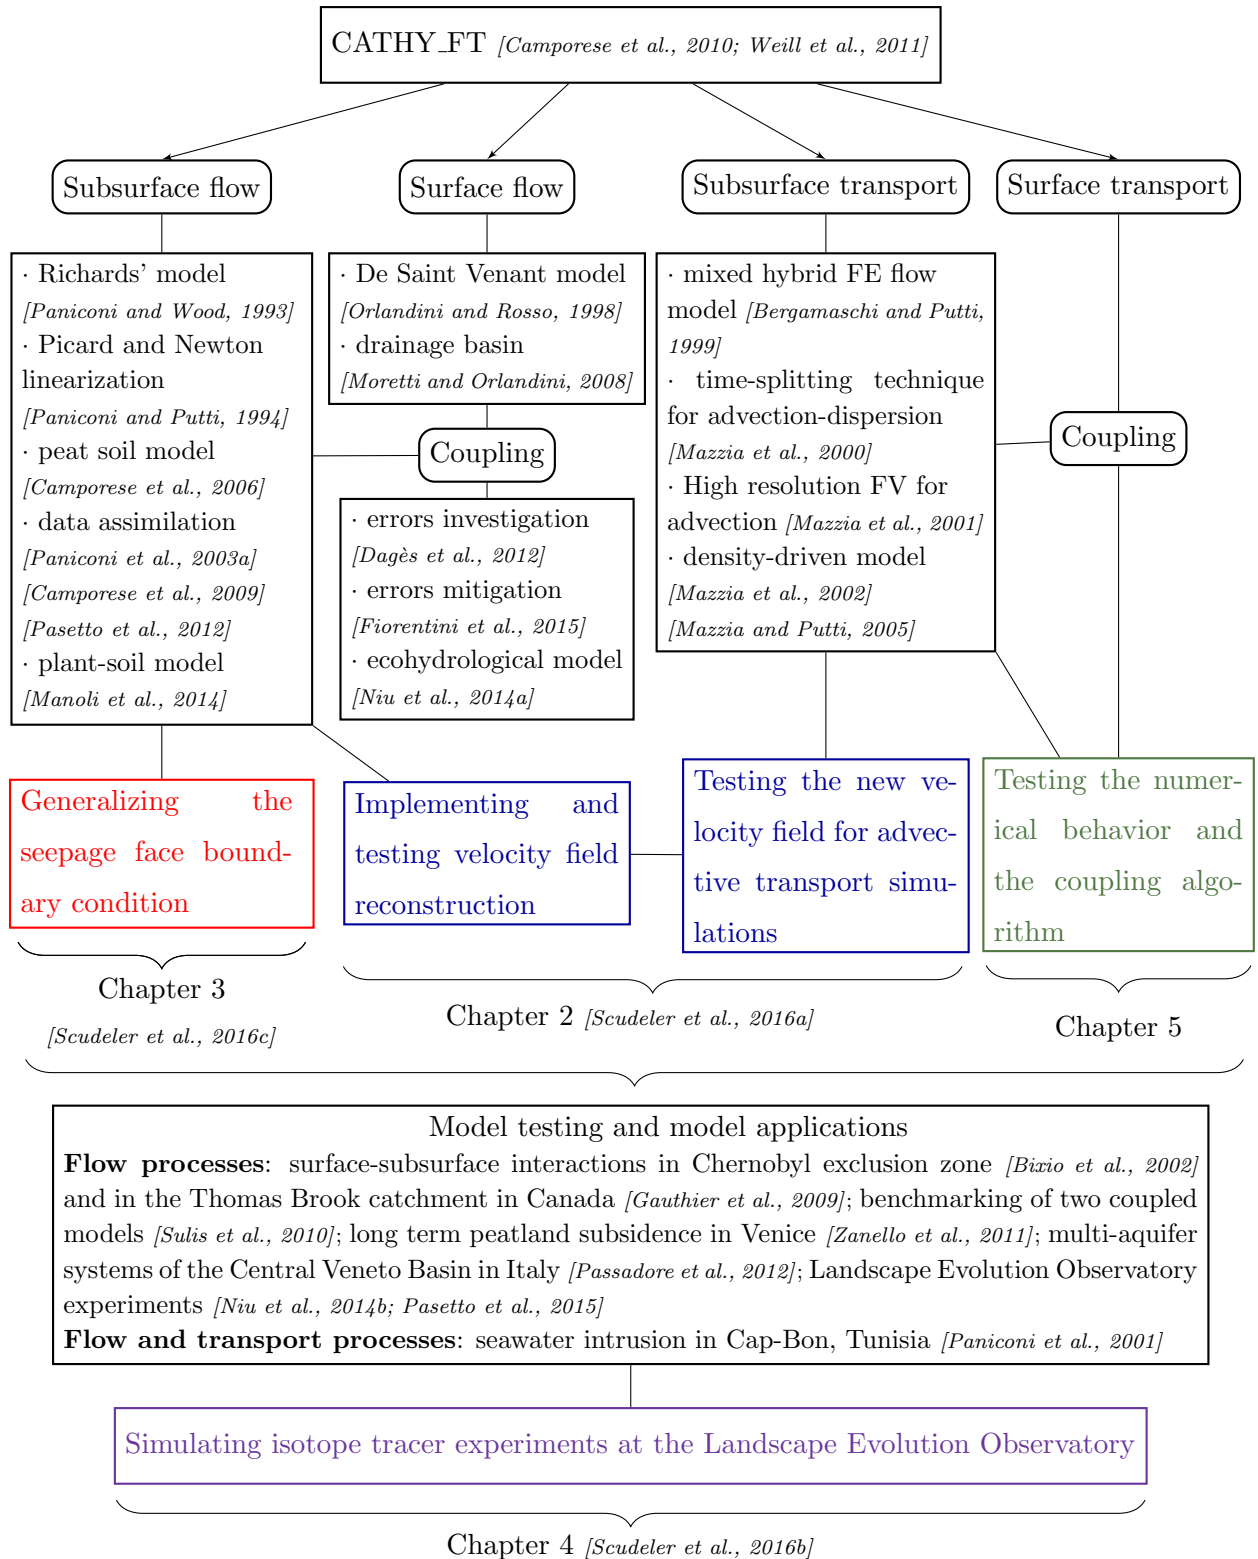 CATHY_FT [Camporese et al., 2010; Weill et al., 2011]
Subsurface flow
Surface flow
Subsurface transport
Surface transport
· Richards' model
[Paniconi and Wood, 1993]
· Picard and Newton
linearization
[Paniconi and Putti, 1994]
· peat soil model
[Camporese et al., 2006]
· data assimilation
[Paniconi et al., 2003a]
[Camporese et al., 2009]
[Pasetto et al., 2012]
· plant-soil model
[Manoli et al., 2014]
· De Saint Venant model
[Orlandini and Rosso, 1998]
· drainage basin
[Moretti and Orlandini, 2008]
Coupling
· errors investigation
[Dagès et al., 2012]
· errors mitigation
[Fiorentini et al., 2015]
· ecohydrological model
[Niu et al., 2014a]
· mixed hybrid FE flow
model [Bergamaschi and Putti,
1999]
· time-splitting technique
for advection-dispersion
[Mazzia et al., 2000]
· High resolution FV for
advection [Mazzia et al., 2001]
· density-driven model
[Mazzia et al., 2002]
[Mazzia and Putti, 2005]
Coupling
Generalizing the
seepage face bound-
ary condition
Implementing and
testing velocity field
reconstruction
Testing the new ve-
locity field for advec-
tive transport simu-
lations
Testing the numer-
ical behavior and
the coupling algo-
rithm
Chapter 3
[Scudeler et al., 2016c]
Chapter 2 [Scudeler et al., 2016a]
Chapter 5
Model testing and model applications
Flow processes: surface-subsurface interactions in Chernobyl exclusion zone [Bixio et al., 2002]
and in the Thomas Brook catchment in Canada [Gauthier et al., 2009]; benchmarking of two coupled
models [Sulis et al., 2010]; long term peatland subsidence in Venice [Zanello et al., 2011]; multi-aquifer
systems of the Central Veneto Basin in Italy [Passadore et al., 2012]; Landscape Evolution Observatory
experiments [Niu et al., 2014b; Pasetto et al., 2015]
Flow and transport processes: seawater intrusion in Cap-Bon, Tunisia [Paniconi et al., 2001]
Simulating isotope tracer experiments at the Landscape Evolution Observatory
Chapter 4 [Scudeler et al., 2016b]